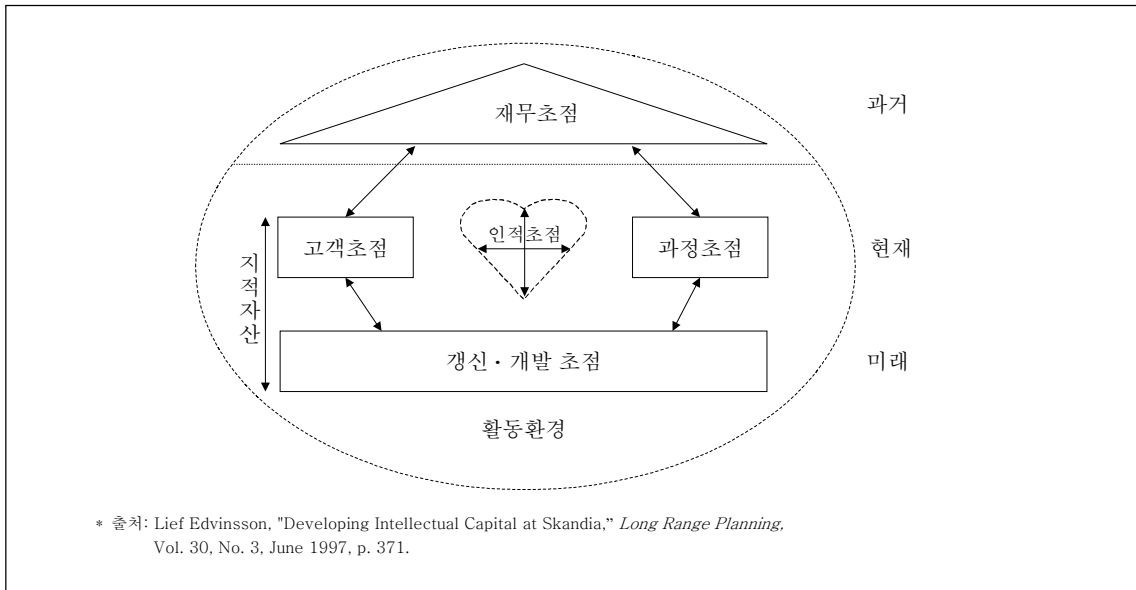 재무초점
과거
고객초점
인적초점
과정초점
현재
지적자산
갱신·개발 초점
미래
활동환경
* 출처: Lief Edvinsson, "Developing Intellectual Capital at Skandia,” Long Range Planning,
Vol. 30, No. 3, June 1997, p. 371.